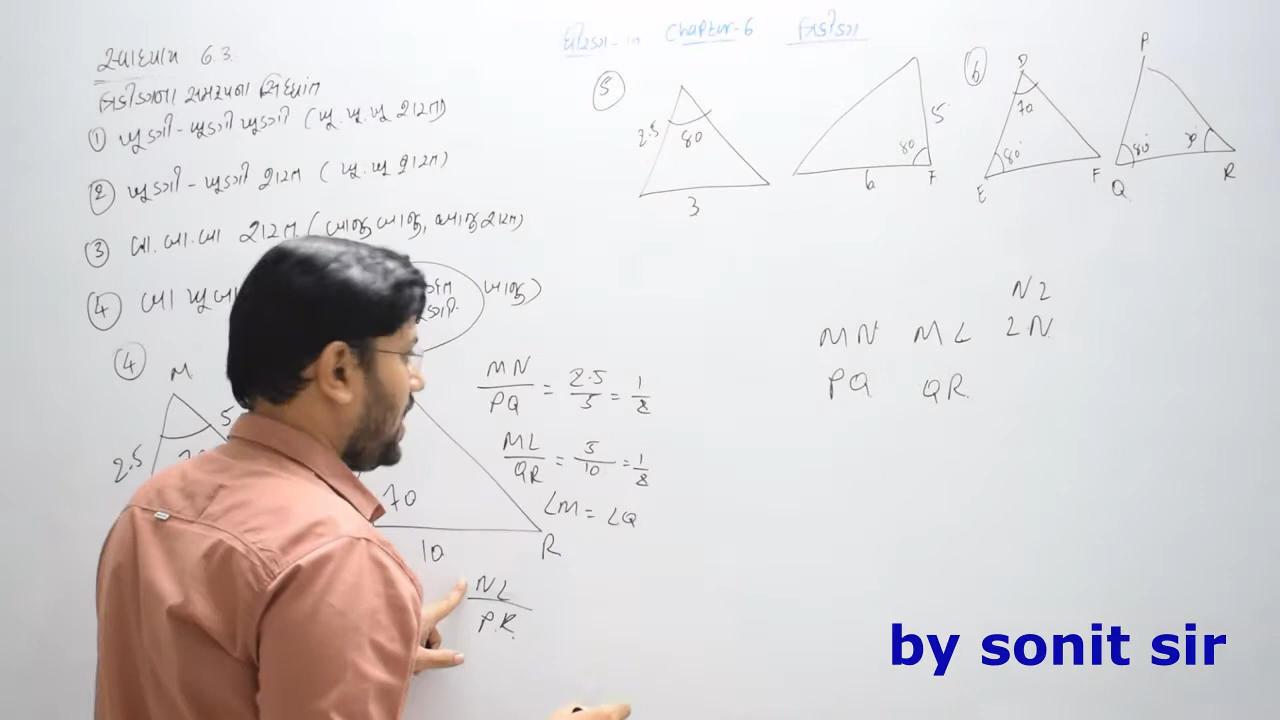 ધોરણ-10 Chapter-6 ત્રિકોણ
સ્વાધ્યાય 6.3
ત્રિકોણના સમરૂપતા સિદ્ધાંત
① ખૂણો-ખૂણો ખૂણો (ખૂ.ખૂ.ખૂ શરત)
② ખૂણો-ખૂણો શરત (ખૂ.ખૂ શરત)
③ બા.બા.બા શરત (બાજુ બાજુ, બાજુ શરત)
④ બા ખૂ બા
બાજુ)
④
M
2.5
5
70
10
R
MN/PQ = 2.5/5 = 1/2
ML/QR = 5/10 = 1/2
∠M = ∠Q
NL
PR
⑤
2.5
80
3
5
80
6
F
⑥
D
70
80°
E
F
P
80°
Q
R
NL
MN ML LN
PQ QR
by sonit sir